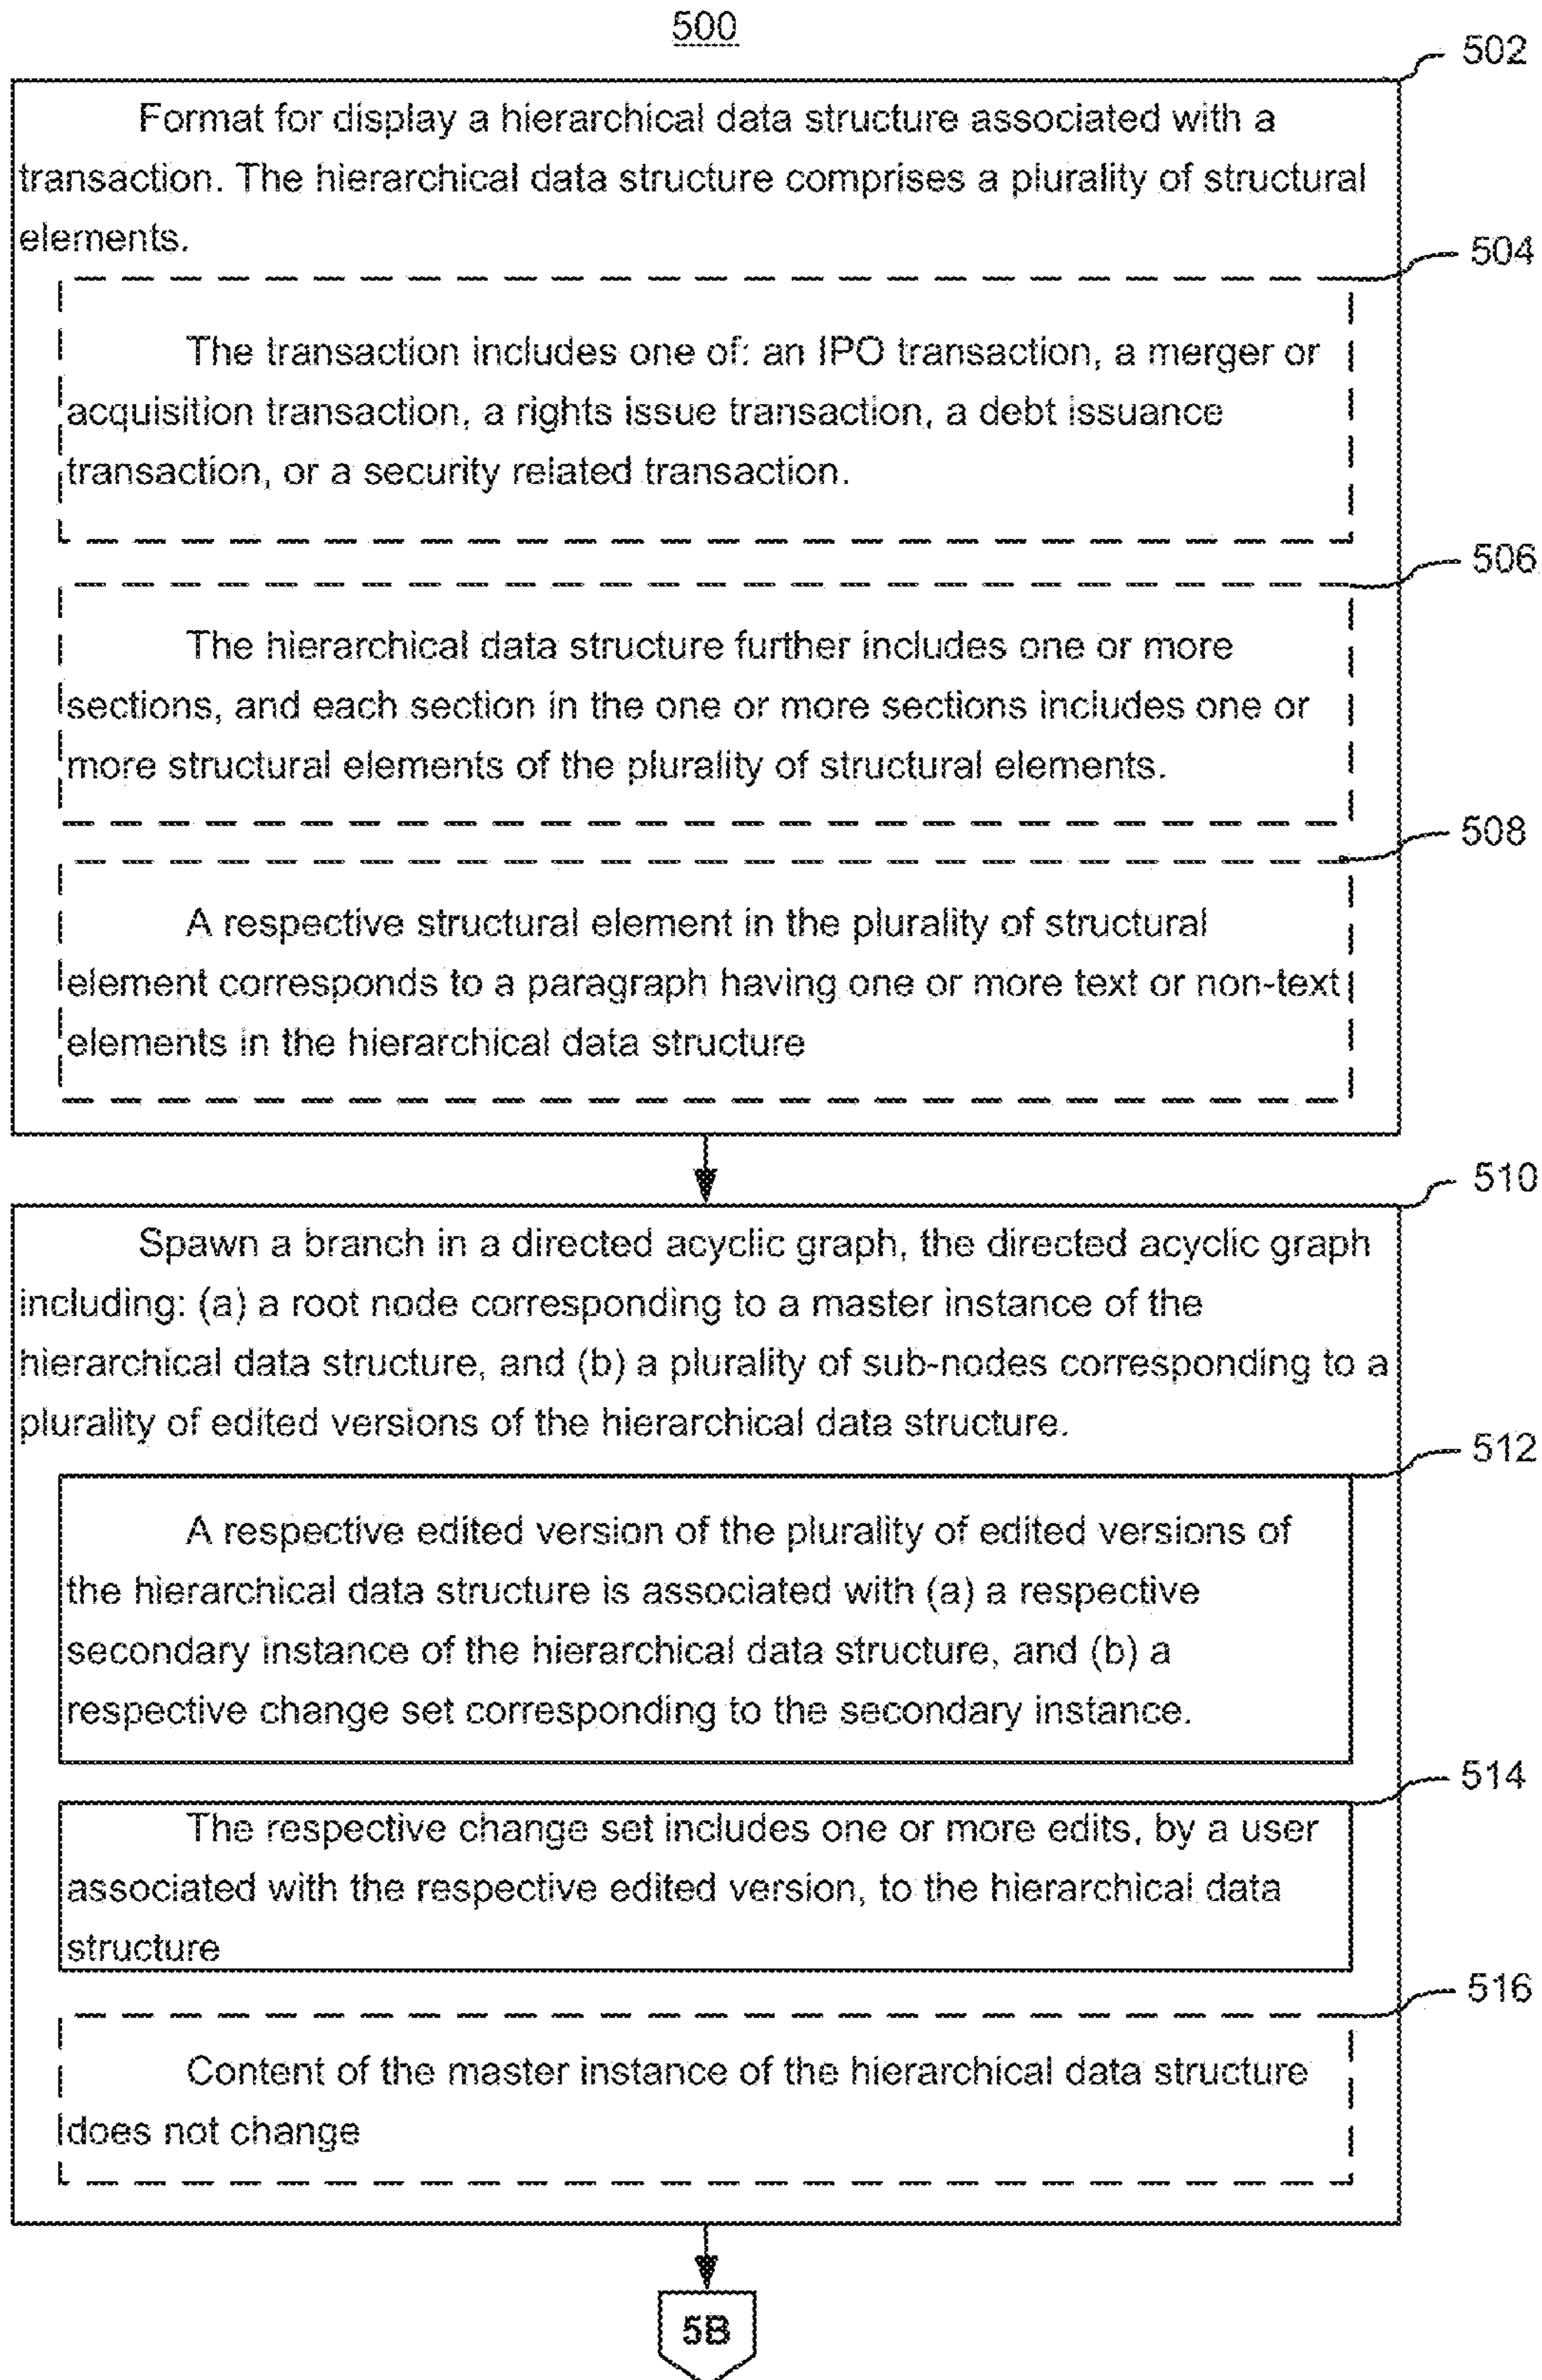 500
502
Format for display a hierarchical data structure associated with a
transaction. The hierarchical data structure comprises a plurality of structural
elements.
504
The transaction includes one of: an IPO transaction, a merger or
acquisition transaction, a rights issue transaction, a debt issuance
transaction, or a security related transaction.
506
The hierarchical data structure further includes one or more
sections, and each section in the one or more sections includes one or
more structural elements of the plurality of structural elements.
508
A respective structural element in the plurality of structural
element corresponds to a paragraph having one or more text or non-text
elements in the hierarchical data structure
510
Spawn a branch in a directed acyclic graph, the directed acyclic graph
including: (a) a root node corresponding to a master instance of the
hierarchical data structure, and (b) a plurality of sub-nodes corresponding to a
plurality of edited versions of the hierarchical data structure.
512
A respective edited version of the plurality of edited versions of
the hierarchical data structure is associated with (a) a respective
secondary instance of the hierarchical data structure, and (b) a
respective change set corresponding to the secondary instance.
514
The respective change set includes one or more edits, by a user
associated with the respective edited version, to the hierarchical data
structure
516
Content of the master instance of the hierarchical data structure
does not change
5B